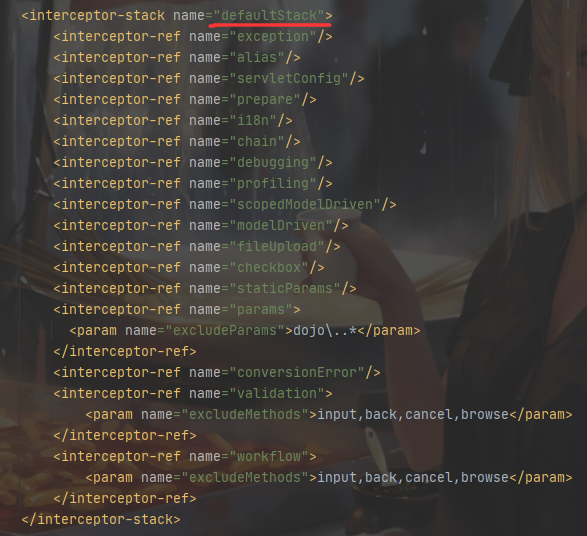 <interceptor-stack name="defaultStack">
    <interceptor-ref name="exception"/>
    <interceptor-ref name="alias"/>
    <interceptor-ref name="servletConfig"/>
    <interceptor-ref name="prepare"/>
    <interceptor-ref name="i18n"/>
    <interceptor-ref name="chain"/>
    <interceptor-ref name="debugging"/>
    <interceptor-ref name="profiling"/>
    <interceptor-ref name="scopedModelDriven"/>
    <interceptor-ref name="modelDriven"/>
    <interceptor-ref name="fileUpload"/>
    <interceptor-ref name="checkbox"/>
    <interceptor-ref name="staticParams"/>
    <interceptor-ref name="params">
      <param name="excludeParams">dojo\..*</param>
    </interceptor-ref>
    <interceptor-ref name="conversionError"/>
    <interceptor-ref name="validation">
        <param name="excludeMethods">input,back,cancel,browse</param>
    </interceptor-ref>
    <interceptor-ref name="workflow">
        <param name="excludeMethods">input,back,cancel,browse</param>
    </interceptor-ref>
</interceptor-stack>